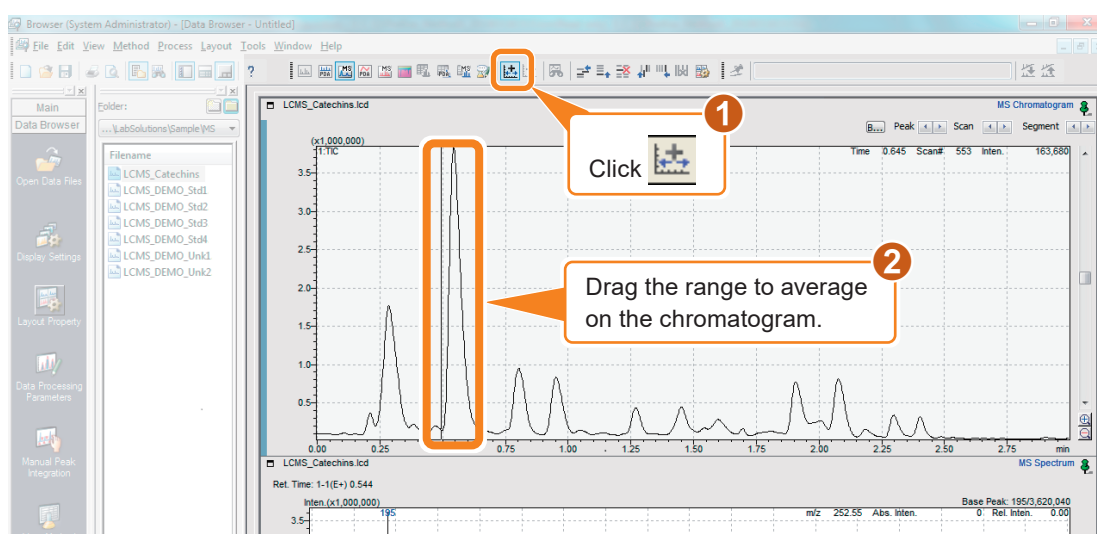 Browser (System Administrator) - [Data Browser - Untitled]
File Edit View Method Process Layout Tools Window Help
Main
Data Browser
Open Data Files
Display Settings
Layout Property
Data Processing
Parameters
Manual Peak
Integration
Folder:
...\LabSolutions\Sample\MS
Filename
LCMS_Catechins
LCMS_DEMO_Std1
LCMS_DEMO_Std2
LCMS_DEMO_Std3
LCMS_DEMO_Std4
LCMS_DEMO_Unk1
LCMS_DEMO_Unk2
LCMS_Catechins.lcd
MS Chromatogram
B... Peak Scan Segment
(x1,000,000)
1:TIC
Time 0.645 Scan# 553 Inten. 163,680
3.5
3.0
2.5
2.0
1.5
1.0
0.5
0.00 0.25 0.75 1.00 1.25 1.50 1.75 2.00 2.25 2.50 2.75 min
1
Click
2
Drag the range to average
on the chromatogram.
LCMS_Catechins.lcd
MS Spectrum
Ret. Time: 1-1(E+) 0.544
Inten.(x1,000,000)
Base Peak: 195/3,620,040
195
m/z 252.55 Abs. Inten. 0 Rel. Inten. 0.00
3.5